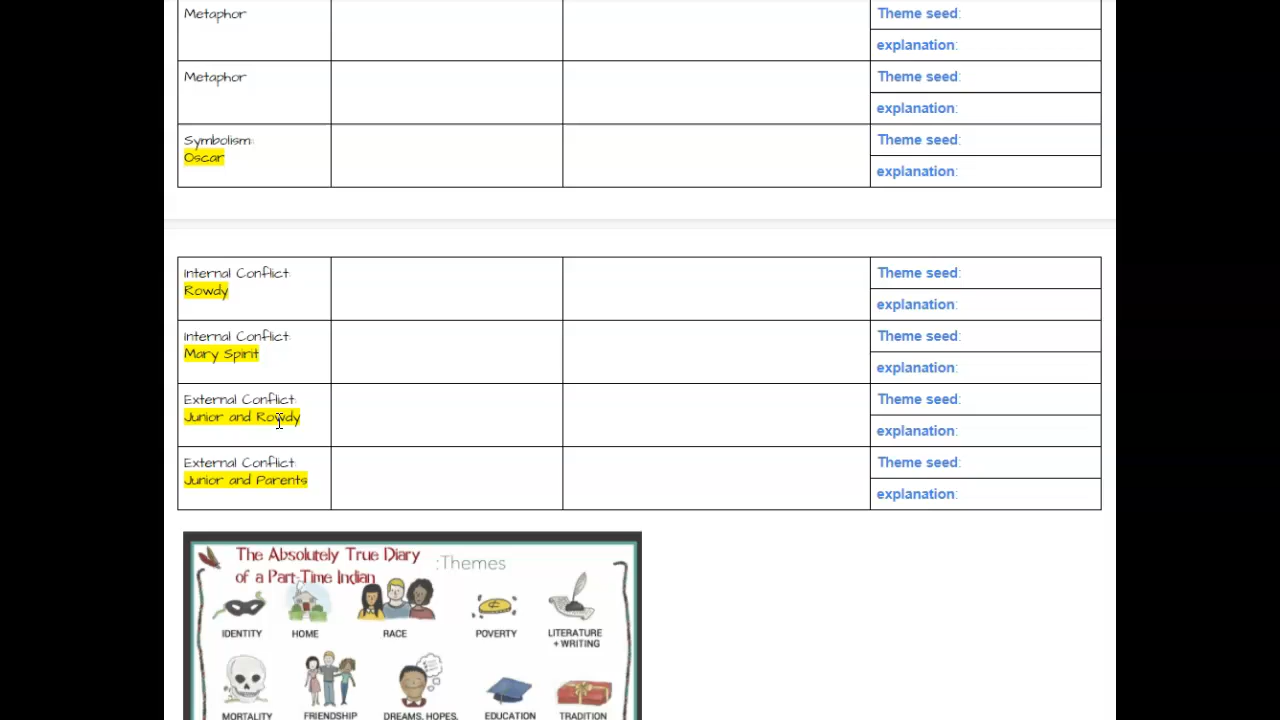 Metaphor
Theme seed:
explanation:
Metaphor
Theme seed:
explanation:
Symbolism:
Oscar
Theme seed:
explanation:
Internal Conflict:
Rowdy
Theme seed:
explanation:
Internal Conflict:
Mary Spirit
Theme seed:
explanation:
External Conflict:
Junior and Rowdy
Theme seed:
explanation:
External Conflict:
Junior and Parents
Theme seed:
explanation:
The Absolutely True Diary
of a Part-Time Indian
:Themes
IDENTITY
HOME
RACE
POVERTY
LITERATURE
+ WRITING
MORTALITY
FRIENDSHIP
DREAMS, HOPES,
EDUCATION
TRADITION